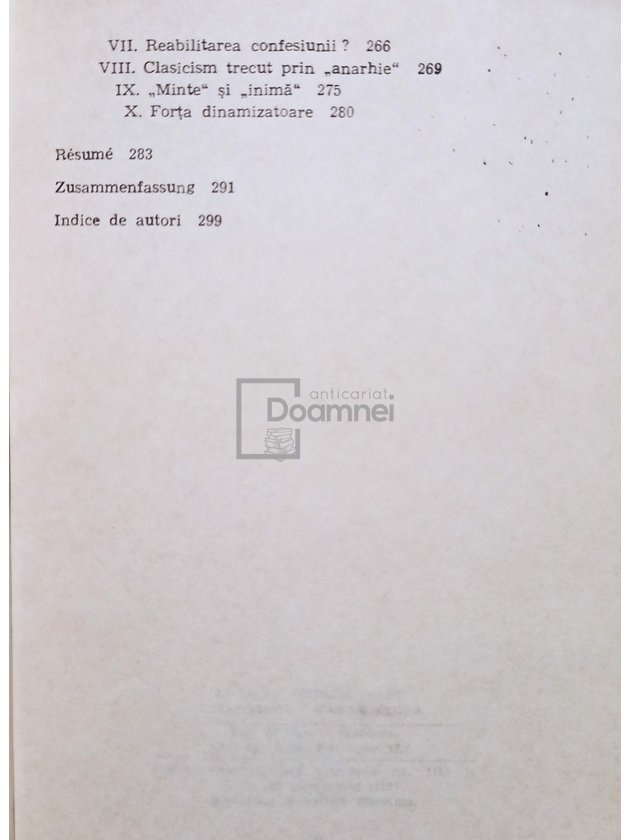 VII. Reabilitarea confesiunii ? 266
VIII. Clasicism trecut prin „anarhie“ 269
IX. „Minte“ și „inimă“ 275
X. Forța dinamizatoare 280
Résumé 283
Zusammenfassung 291
Indice de autori 299
anticariat
Doamnei